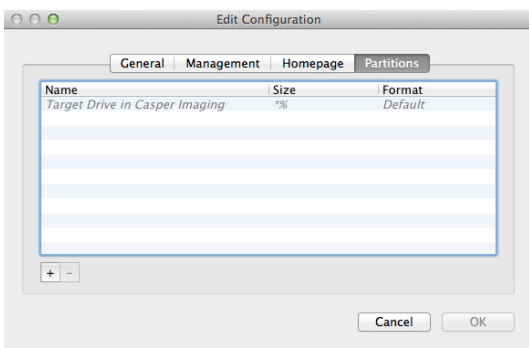 Edit Configuration
General Management Homepage Partitions
Name Size Format
Target Drive in Casper Imaging *% Default
+ -
Cancel OK